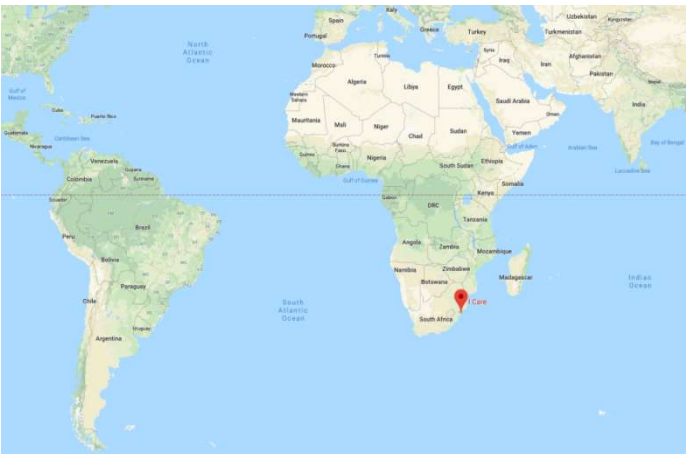 Italy
Spain
Portugal
Greece
Turkey
Uzbekistan
Kyrgyzstan
Turkmenistan
North
Atlantic
Ocean
Syria
Iraq
Iran
Afghanistan
Pakistan
Morocco
Tunisia
Algeria
Libya
Egypt
Nepal
Gulf of
Mexico
Western
Sahara
Saudi Arabia
India
Oman
Cuba
Puerto Rico
Mauritania
Mali
Niger
Chad
Sudan
Yemen
Guatemala
Caribbean Sea
Nicaragua
Burkina
Faso
Guinea
Nigeria
Gulf of Aden
Arabian Sea
Bay of Bengal
Venezuela
Guyana
Suriname
Ghana
South Sudan
Ethiopia
Laccadive Sea
Colombia
Gulf of Guinea
Somalia
Ecuador
Gabon
DRC
Kenya
Peru
Brazil
Tanzania
Angola
Zambia
Mozambique
Bolivia
Namibia
Zimbabwe
Botswana
Madagascar
Indian
Ocean
Paraguay
Chile
South
Atlantic
Ocean
I Care
South Africa
Uruguay
Argentina